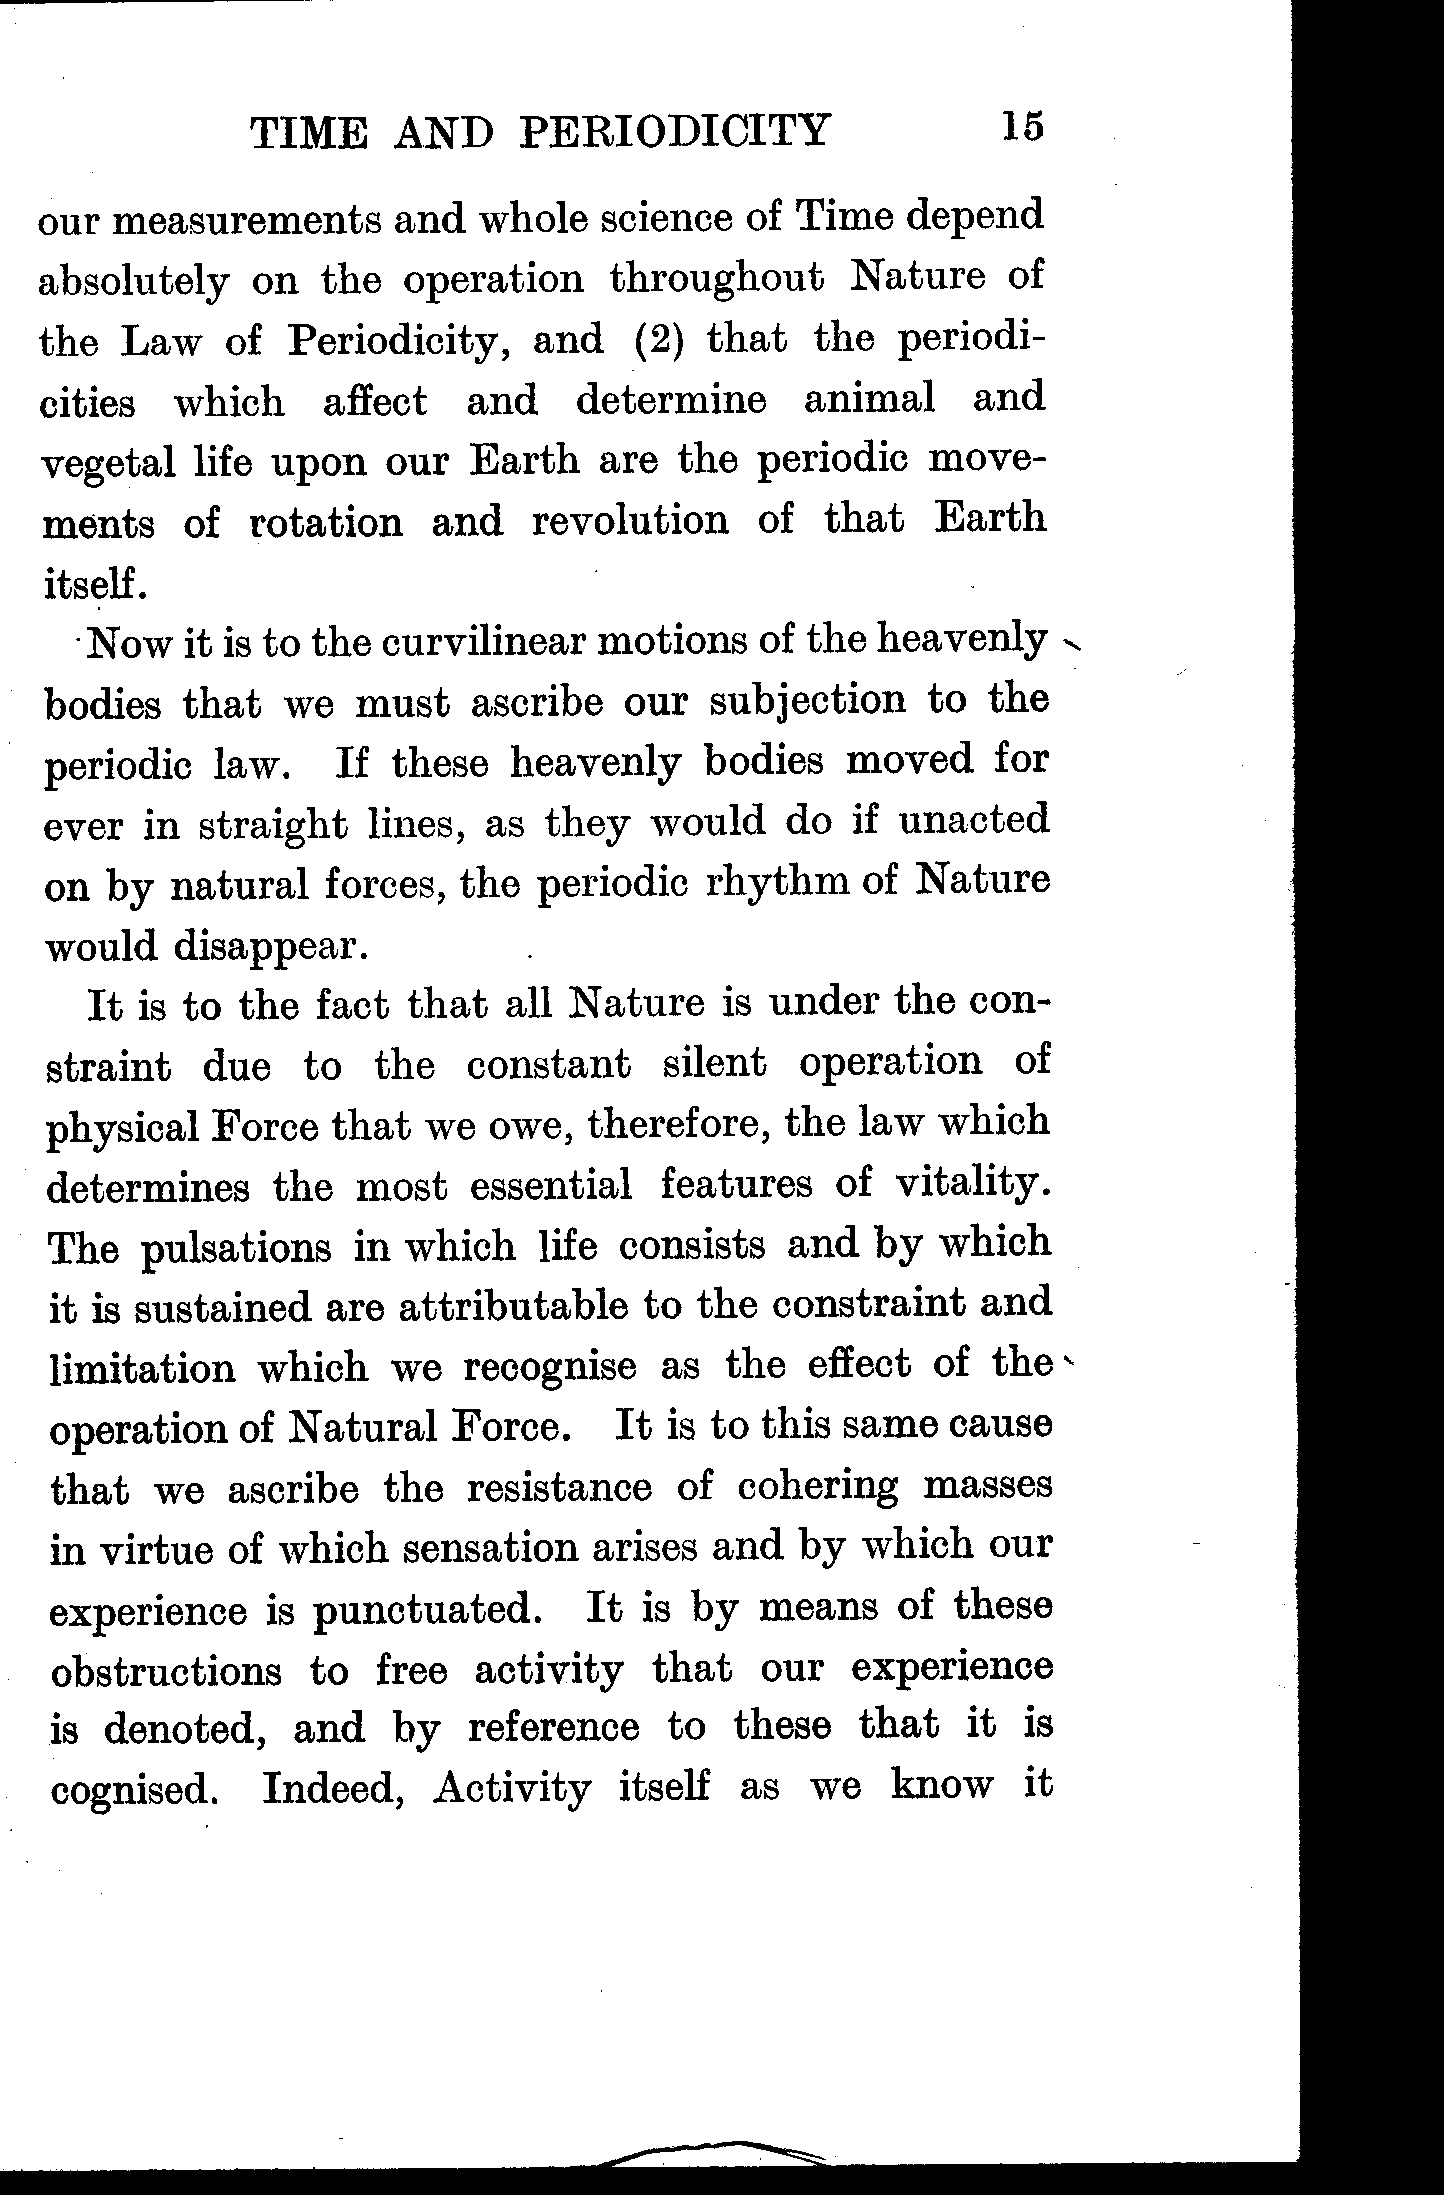 TIME AND PERIODICITY 15
our measurements and whole science of Time depend
absolutely on the operation throughout Nature of
the Law of Periodicity, and (2) that the periodi-
cities which affect and determine animal and
vegetal life upon our Earth are the periodic move-
ments of rotation and revolution of that Earth
itself.
Now it is to the curvilinear motions of the heavenly
bodies that we must ascribe our subjection to the
periodic law. If these heavenly bodies moved for
ever in straight lines, as they would do if unacted
on by natural forces, the periodic rhythm of Nature
would disappear.
It is to the fact that all Nature is under the con-
straint due to the constant silent operation of
physical Force that we owe, therefore, the law which
determines the most essential features of vitality.
The pulsations in which life consists and by which
it is sustained are attributable to the constraint and
limitation which we recognise as the effect of the
operation of Natural Force. It is to this same cause
that we ascribe the resistance of cohering masses
in virtue of which sensation arises and by which our
experience is punctuated. It is by means of these
obstructions to free activity that our experience
is denoted, and by reference to these that it is
cognised. Indeed, Activity itself as we know it